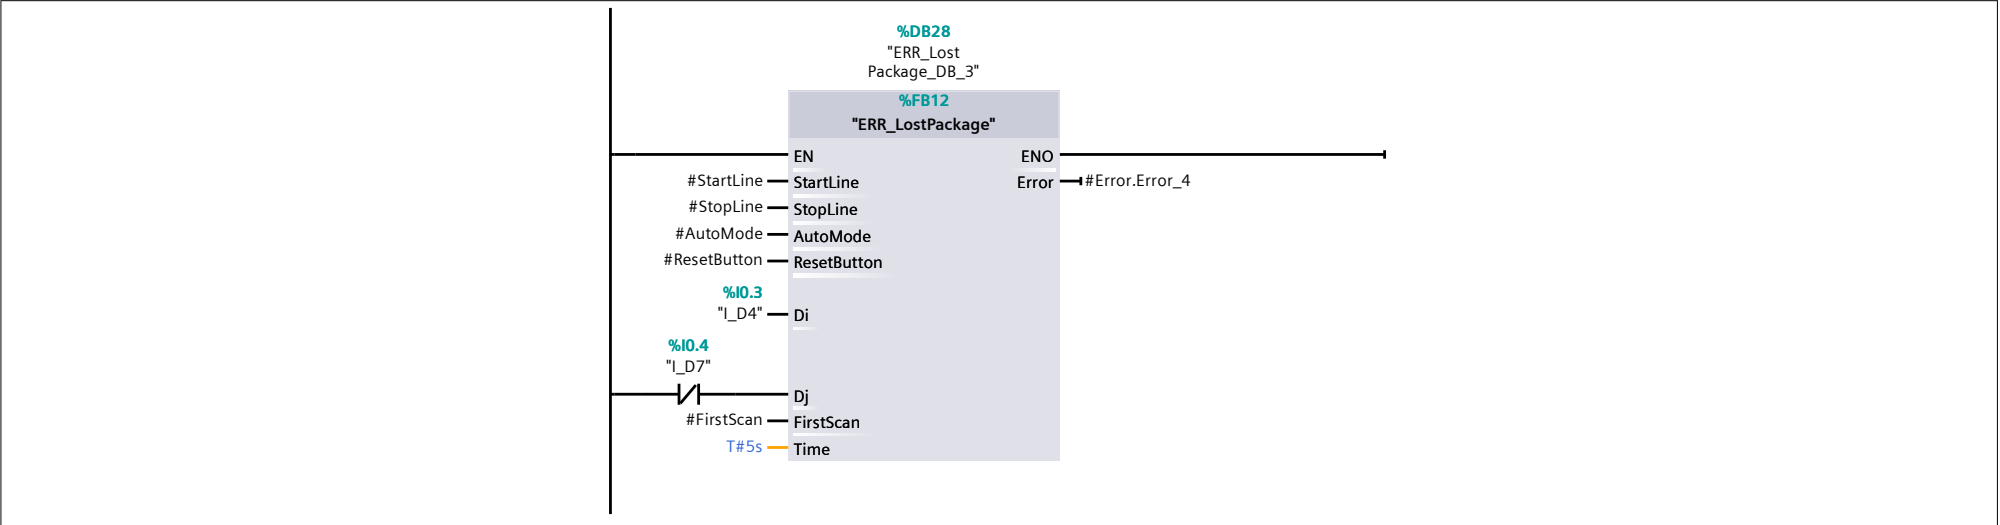 %DB28
"ERR_Lost
Package_DB_3"
%FB12
"ERR_LostPackage"
EN ENO
#StartLine StartLine Error #Error.Error_4
#StopLine StopLine
#AutoMode AutoMode
#ResetButton ResetButton
%I0.3
"I_D4" Di
%I0.4
"I_D7"
Dj
#FirstScan FirstScan
T#5s Time